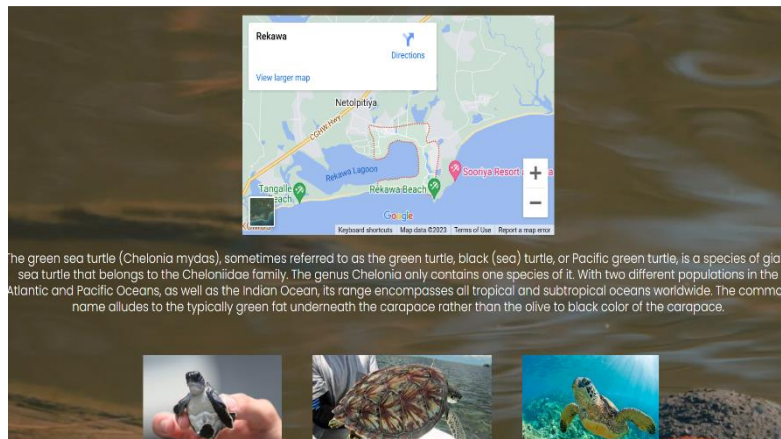 Rekawa
Directions
View larger map
Netolpitiya
CGHW Hwy
Rekawa Lagoon
Sooriya Resort
Tangalle
Beach
Rekawa Beach
Google
Keyboard shortcuts Map data ©2023 Terms of Use Report a map error
The green sea turtle (Chelonia mydas), sometimes referred to as the green turtle, black (sea) turtle, or Pacific green turtle, is a species of gia
sea turtle that belongs to the Cheloniidae family. The genus Chelonia only contains one species of it. With two different populations in the
Atlantic and Pacific Oceans, as well as the Indian Ocean, its range encompasses all tropical and subtropical oceans worldwide. The commo
name alludes to the typically green fat underneath the carapace rather than the olive to black color of the carapace.